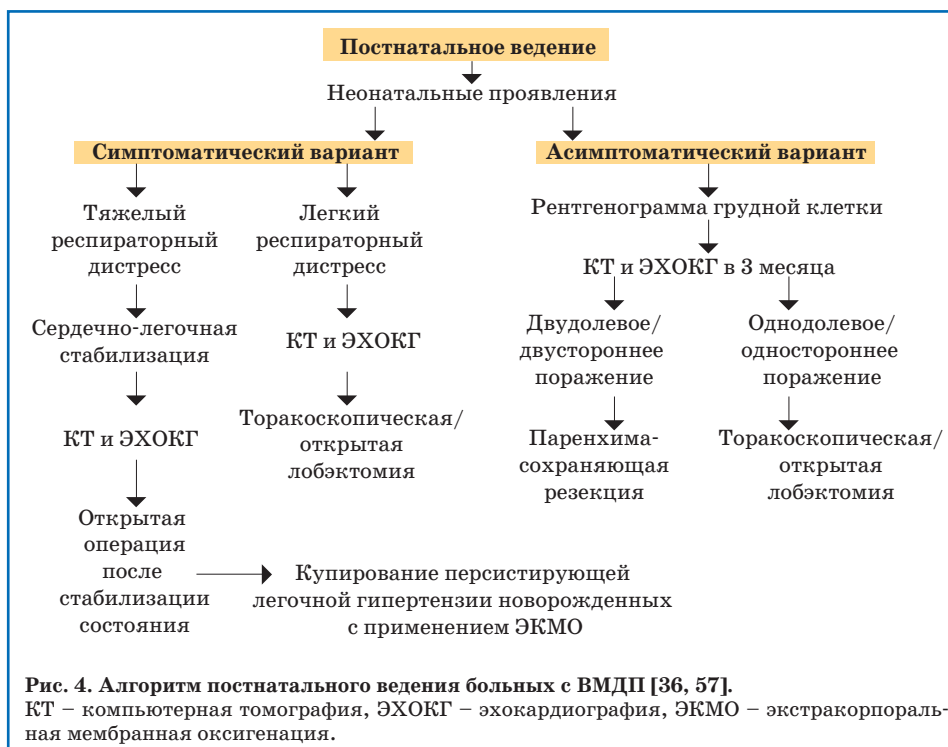 Постнатальное ведение
Неонатальные проявления
Симптоматический вариант
Асимптоматический вариант
Тяжелый
респираторный
дистресс
Легкий
респираторный
дистресс
Рентгенограмма грудной клетки
КТ и ЭХОКГ в 3 месяца
Сердечно-легочная
стабилизация
КТ и ЭХОКГ
Двудолевое/
двустороннее
поражение
Однодолевое/
одностороннее
поражение
КТ и ЭХОКГ
Торакоскопическая/
открытая
лобэктомия
Паренхима-
сохраняющая
резекция
Торакоскопическая/
открытая
лобэктомия
Открытая
операция
после
стабилизации
состояния
Купирование персистирующей
легочной гипертензии новорожденных
с применением ЭКМО
Рис. 4. Алгоритм постнатального ведения больных с ВМДП [36, 57].
КТ – компьютерная томография, ЭХОКГ – эхокардиография, ЭКМО – экстракорпораль-
ная мембранная оксигенация.